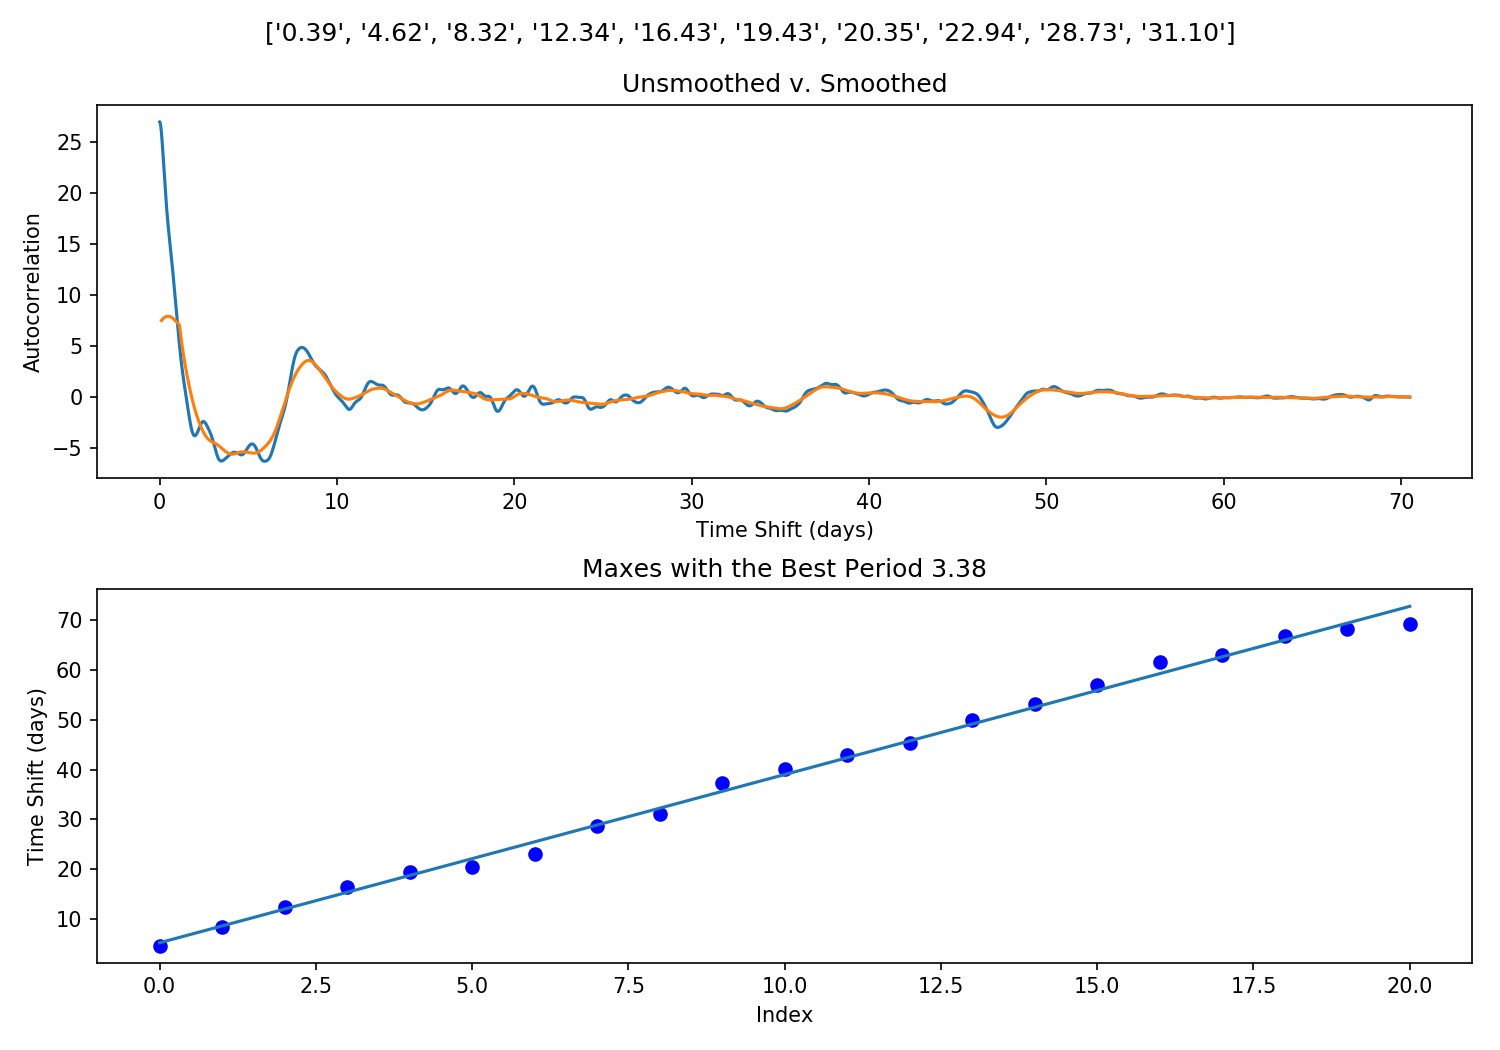 ['0.39', '4.62', '8.32', '12.34', '16.43', '19.43', '20.35', '22.94', '28.73', '31.10']
Unsmoothed v. Smoothed
Autocorrelation
25
20
15
10
5
0
−5
0 10 20 30 40 50 60 70
Time Shift (days)
Maxes with the Best Period 3.38
Time Shift (days)
70
60
50
40
30
20
10
0.0 2.5 5.0 7.5 10.0 12.5 15.0 17.5 20.0
Index